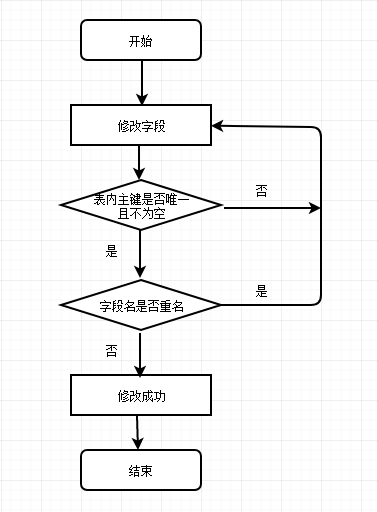 开始
修改字段
表内主键是否唯一
且不为空
否
是
字段名是否重名
是
否
修改成功
结束